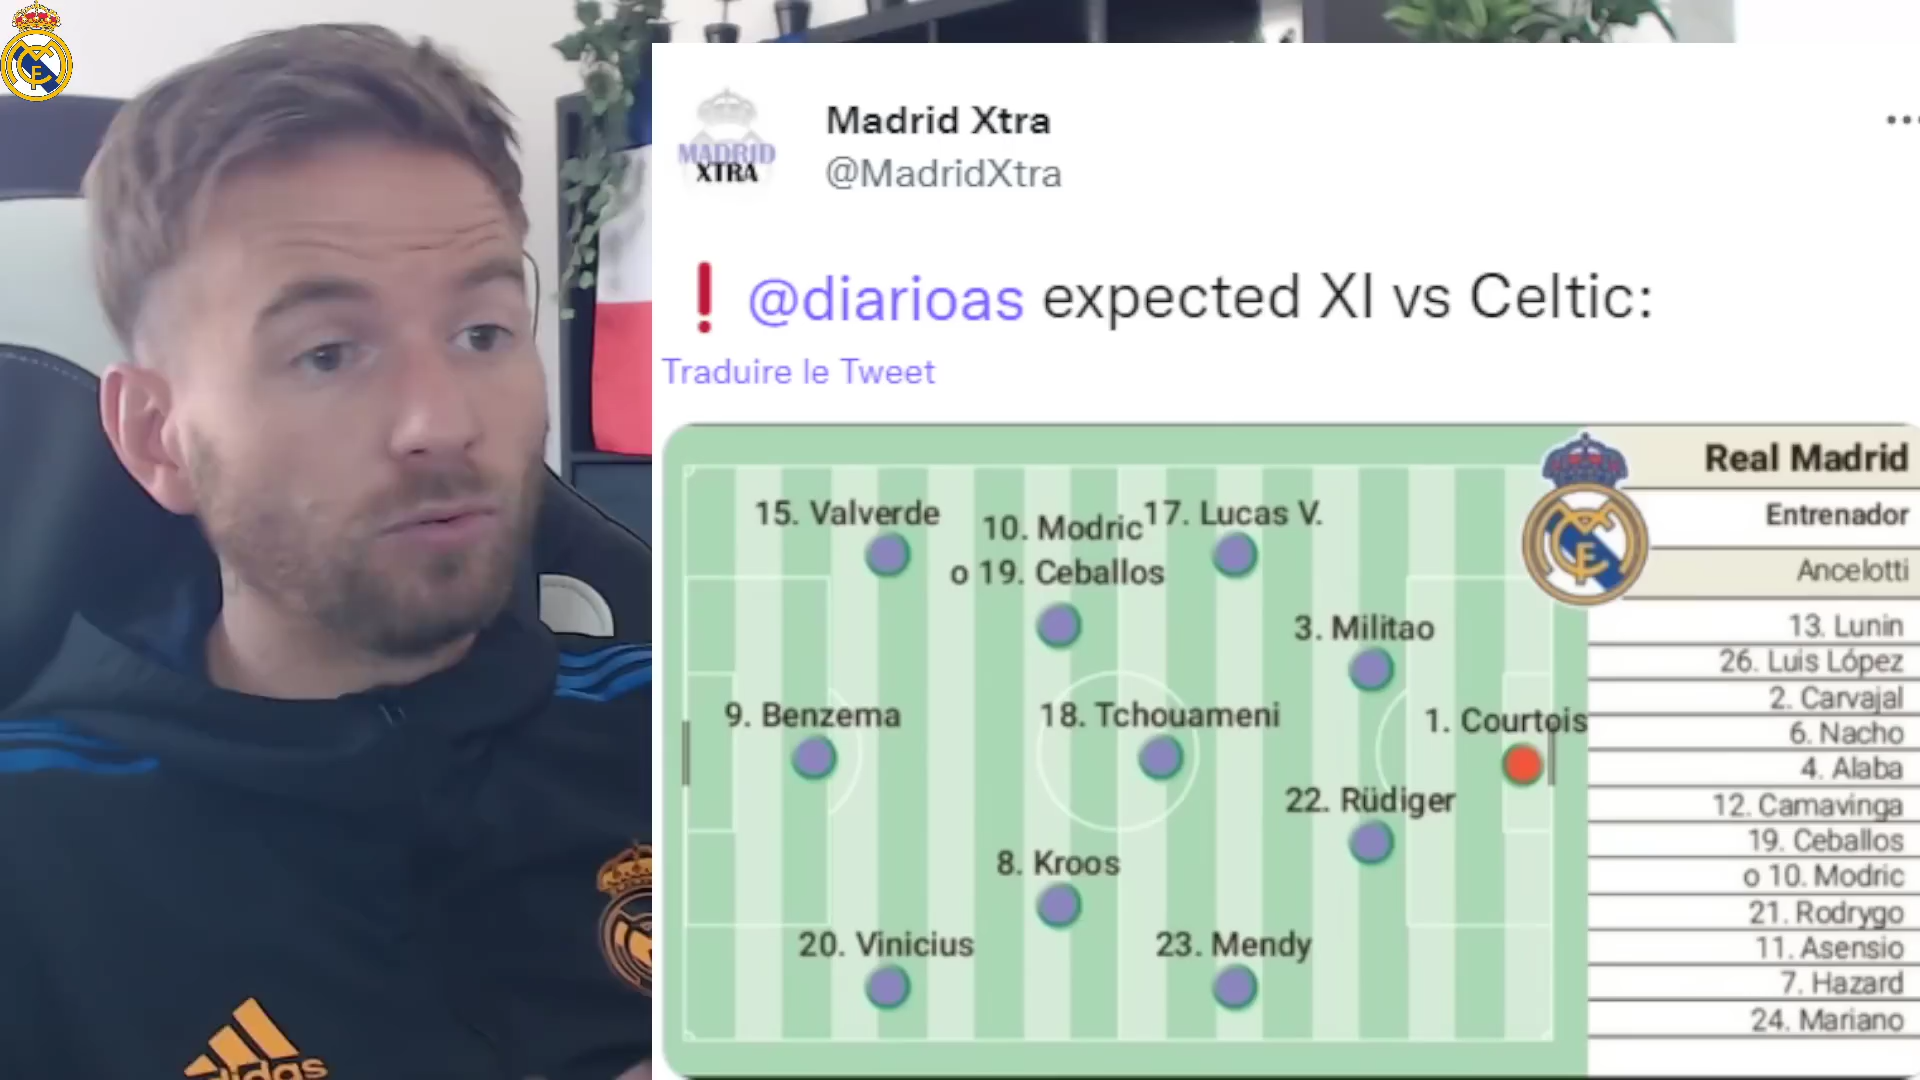 Madrid Xtra
@MadridXtra
MADRID
XTRA
❗ @diarioas expected XI vs Celtic:
Traduire le Tweet
15. Valverde
10. Modric
o 19. Ceballos
17. Lucas V.
3. Militao
9. Benzema
18. Tchouameni
1. Courtois
22. Rüdiger
8. Kroos
20. Vinicius
23. Mendy
Real Madrid
Entrenador
Ancelotti
13. Lunin
26. Luis López
2. Carvajal
6. Nacho
4. Alaba
12. Camavinga
19. Ceballos
o 10. Modric
21. Rodrygo
11. Asensio
7. Hazard
24. Mariano
adidas